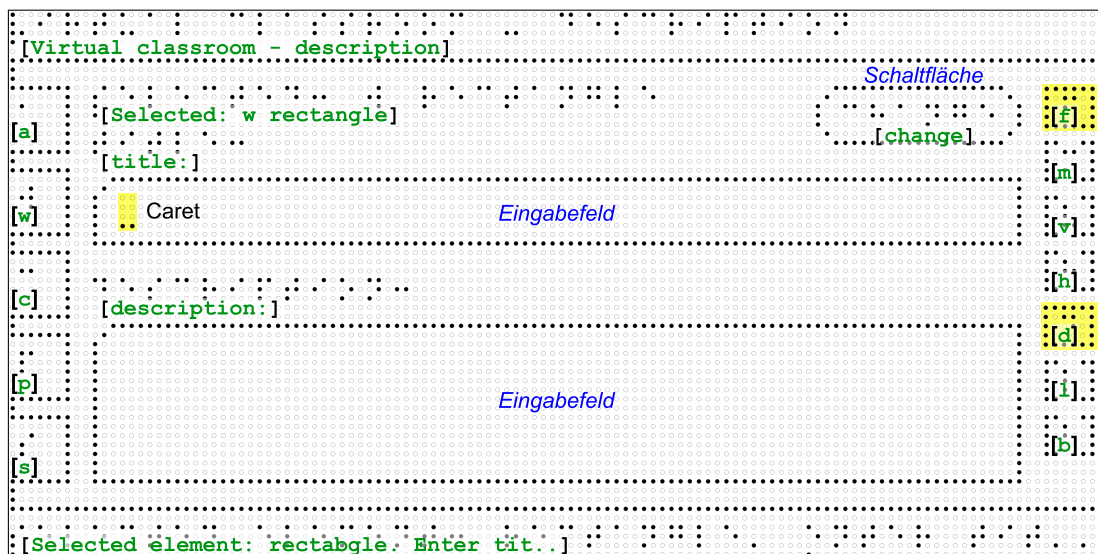 [Virtual classroom - description]
Schaltfläche
[Selected: w rectangle]
[change]
[title:]
Caret
Eingabefeld
[description:]
Eingabefeld
[a]
[w]
[c]
[p]
[s]
[f]
[m]
[v]
[h]
[d]
[l]
[b]
[Selected element: rectabgle. Enter tit..]